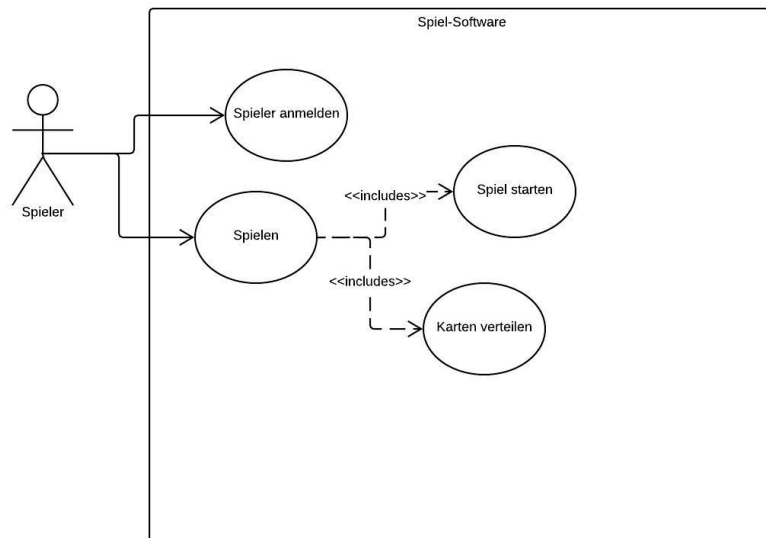 Spiel-Software
Spieler anmelden
Spieler
Spielen
<<includes>>
Spiel starten
<<includes>>
Karten verteilen